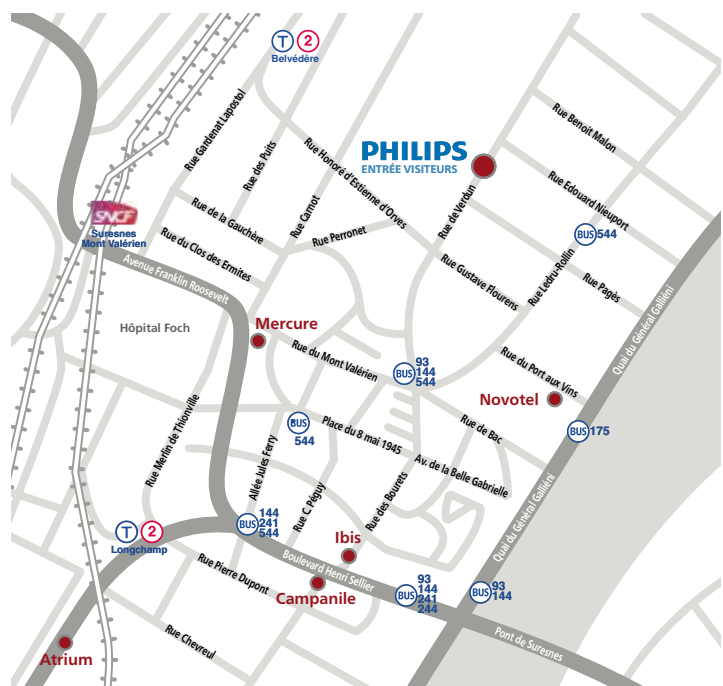 T 2
Belvédère
Rue Gardenat Lapostol
Rue des Puits
Rue Honoré d'Estienne d'Orves
Rue Benoit Malon
PHILIPS
ENTRÉE VISITEURS
Rue Edouard Nieuport
Rue de Verdun
SNCF
Suresnes
Mont Valérien
Rue de la Gauchère
Rue Carnot
Rue Perronet
BUS 544
Rue du Clos des Ermites
Rue Gustave Flourens
Rue Ledru-Rollin
Rue Pagès
Avenue Franklin Roosevelt
Quai du Général Galliéni
Hôpital Foch
Mercure
Rue du Mont Valérien
BUS
93
144
544
Rue du Port aux Vins
Novotel
Rue Merlin de Thionville
BUS
544
Place du 8 mai 1945
Rue de Bac
BUS 175
Allée Jules Ferry
Av. de la Belle Gabrielle
Rue C. Péguy
Rue des Bourets
Quai du Général Galliéni
T 2
Longchamp
BUS
144
241
544
Ibis
Boulevard Henri Sellier
Rue Pierre Dupont
Campanile
BUS
93
144
241
244
BUS
93
144
Rue Chevreul
Pont de Suresnes
Atrium